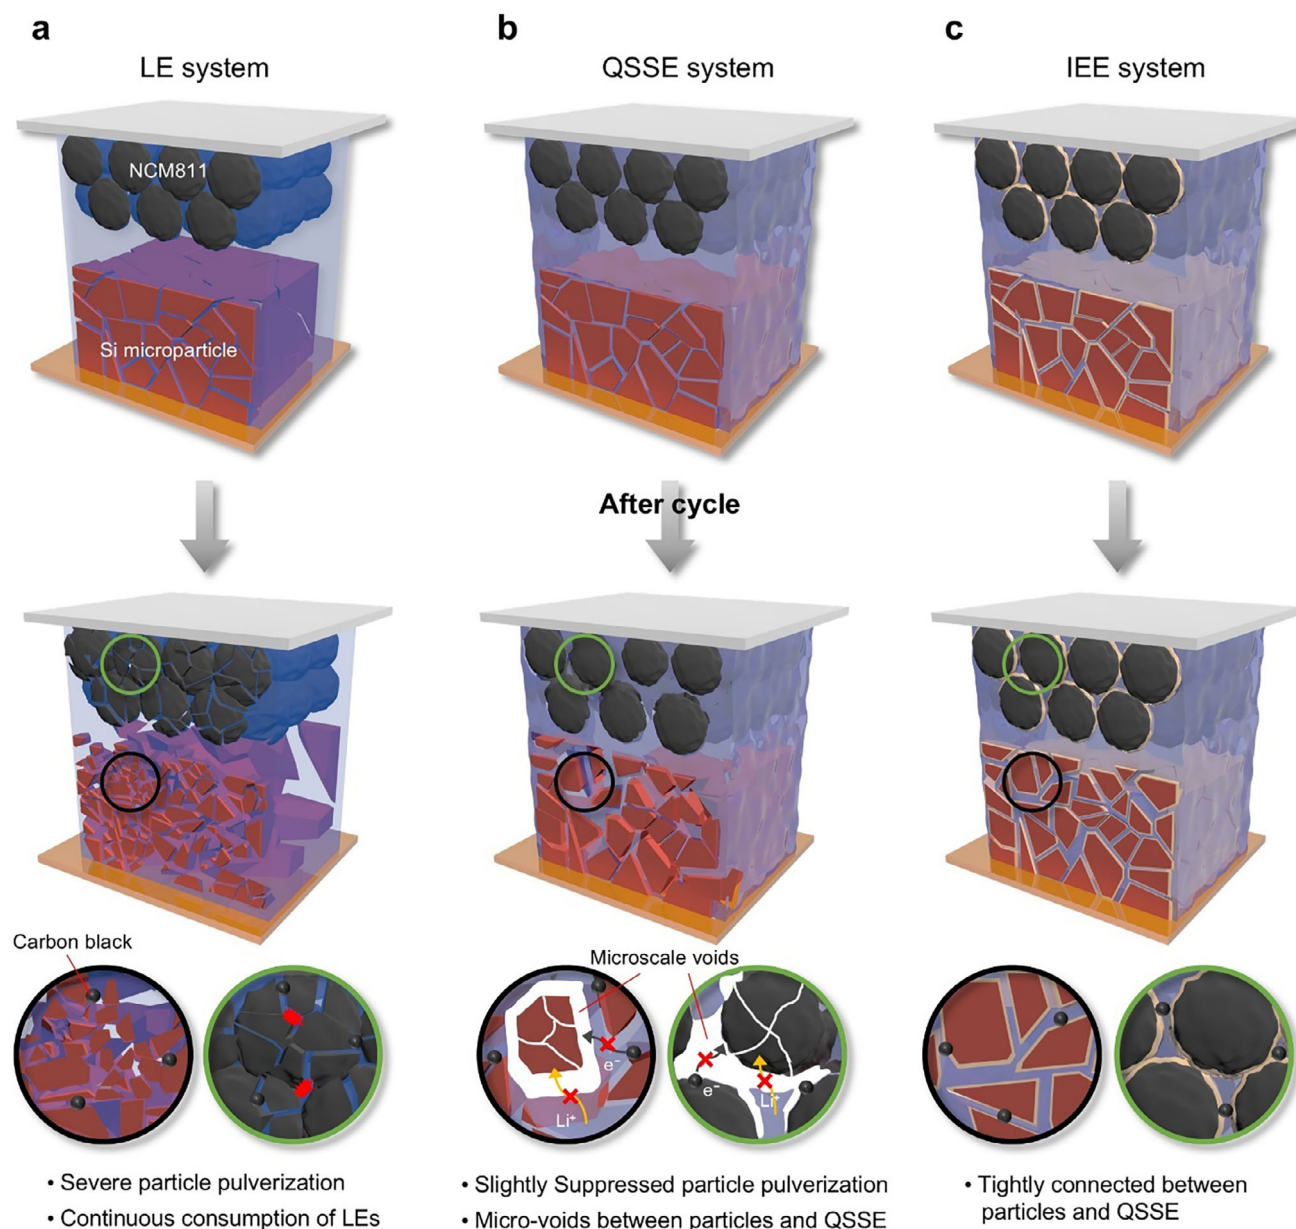 a
LE system
b
QSSE system
c
IEE system
NCM811
Si microparticle
After cycle
Carbon black
Microscale voids
e⁻
Li⁺
e⁻
Li⁺
• Severe particle pulverization
• Continuous consumption of LEs
• Slightly Suppressed particle pulverization
• Micro-voids between particles and QSSE
• Tightly connected between
particles and QSSE